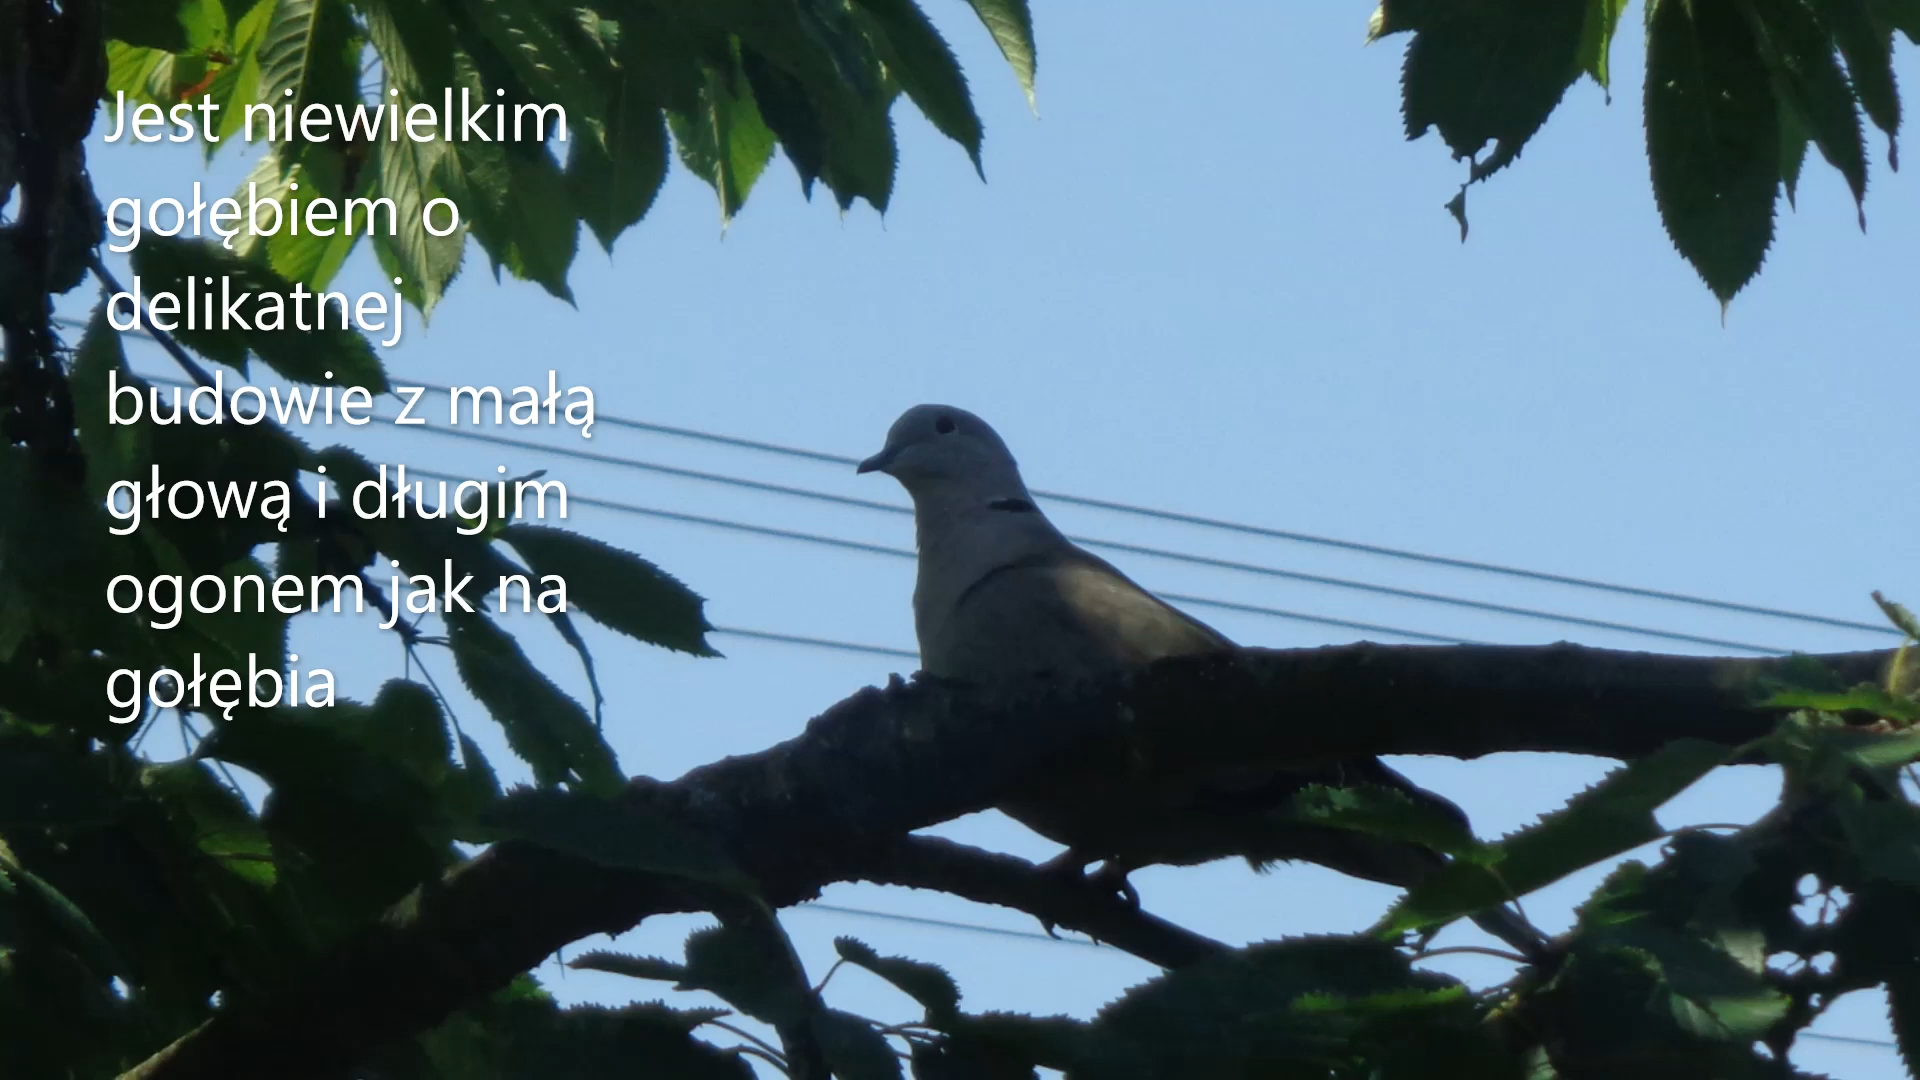 Jest niewielkim
gołębiem o
delikatnej
budowie z małą
głową i długim
ogonem jak na
gołębia